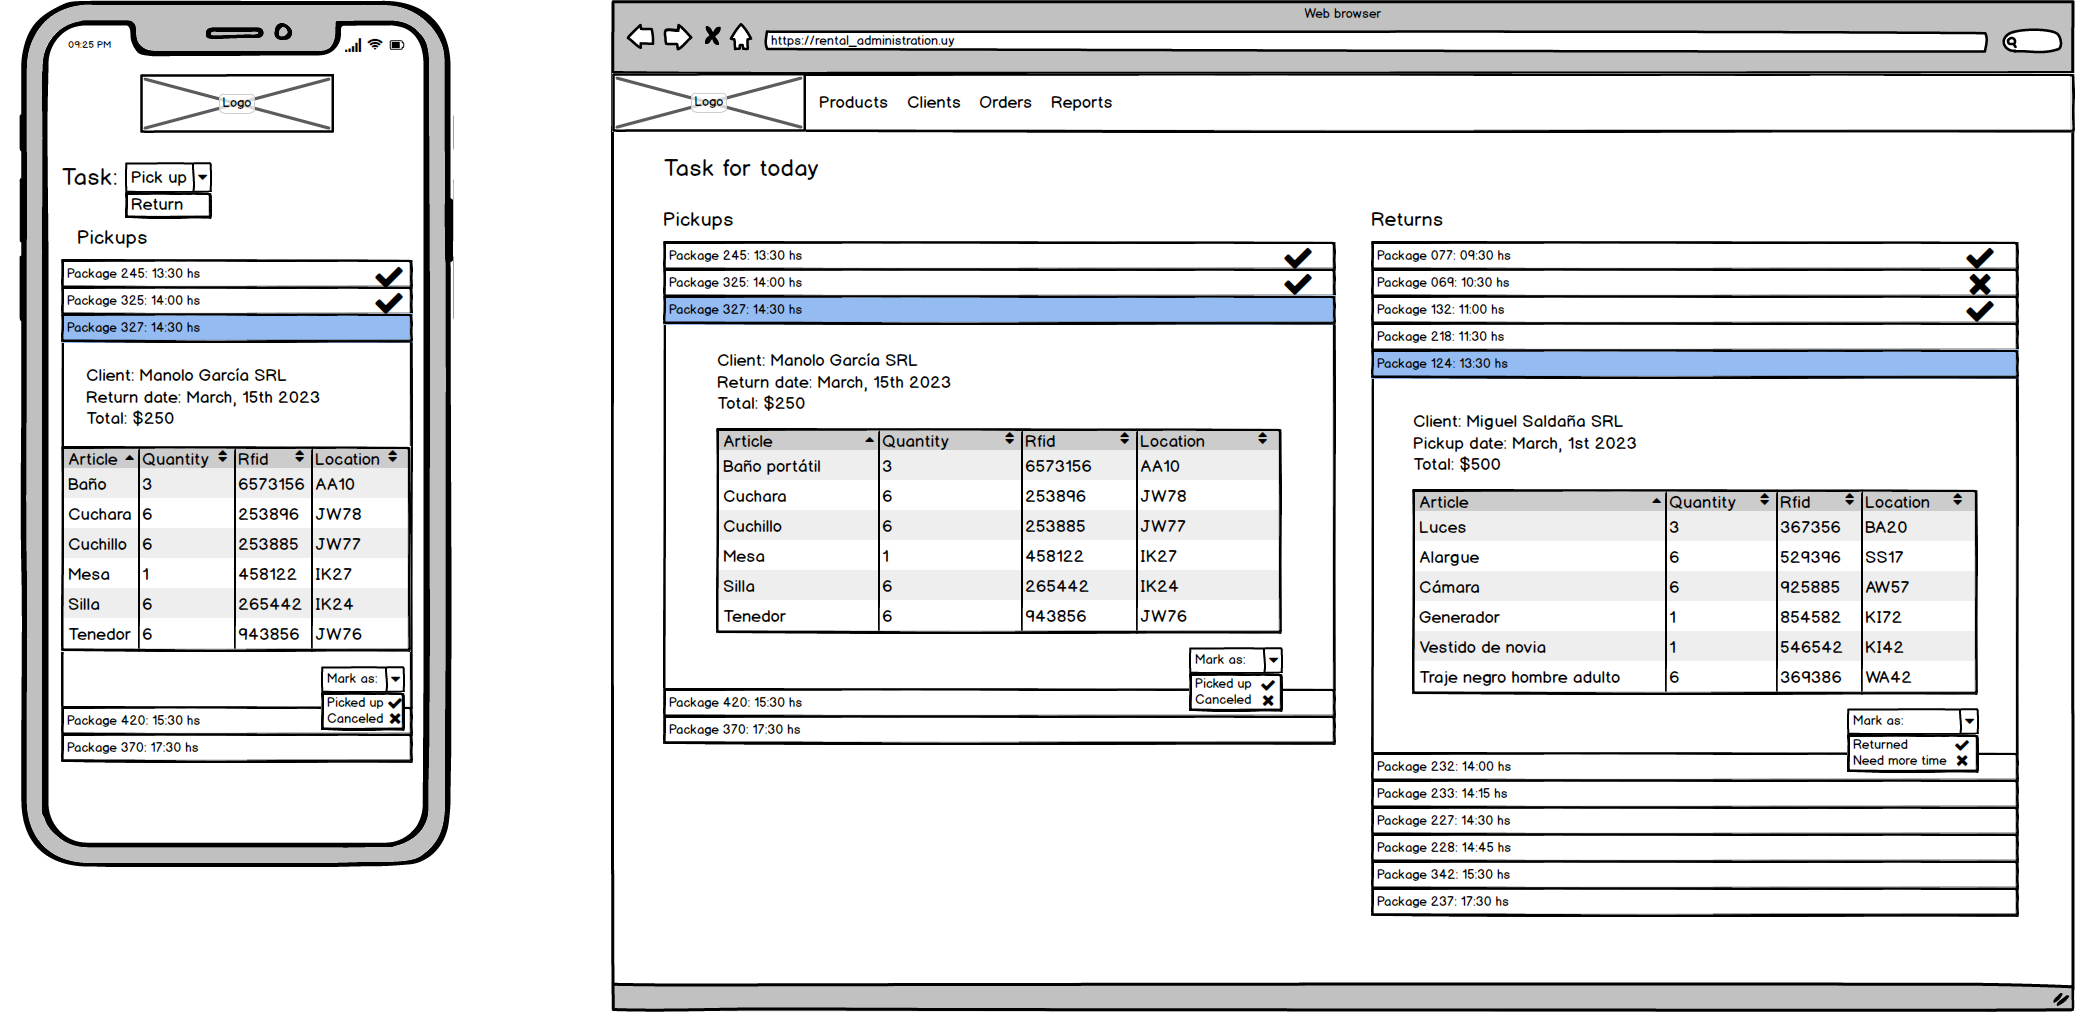 09:25 PM
Logo
Task: Pick up
Return
Pickups
Package 245: 13:30 hs
Package 325: 14:00 hs
Package 327: 14:30 hs
Client: Manolo García SRL
Return date: March, 15th 2023
Total: $250
Article Quantity Rfid Location
Baño 3 6573156 AA10
Cuchara 6 253896 JW78
Cuchillo 6 253885 JW77
Mesa 1 458122 IK27
Silla 6 265442 IK24
Tenedor 6 943856 JW76
Mark as:
Picked up
Canceled
Package 420: 15:30 hs
Package 370: 17:30 hs
Web browser
https://rental_administration.uy
Logo
Products Clients Orders Reports
Task for today
Pickups
Package 245: 13:30 hs
Package 325: 14:00 hs
Package 327: 14:30 hs
Client: Manolo García SRL
Return date: March, 15th 2023
Total: $250
Article Quantity Rfid Location
Baño portátil 3 6573156 AA10
Cuchara 6 253896 JW78
Cuchillo 6 253885 JW77
Mesa 1 458122 IK27
Silla 6 265442 IK24
Tenedor 6 943856 JW76
Mark as:
Picked up
Canceled
Package 420: 15:30 hs
Package 370: 17:30 hs
Returns
Package 077: 09:30 hs
Package 069: 10:30 hs
Package 132: 11:00 hs
Package 218: 11:30 hs
Package 124: 13:30 hs
Client: Miguel Saldaña SRL
Pickup date: March, 1st 2023
Total: $500
Article Quantity Rfid Location
Luces 3 367356 BA20
Alargue 6 529396 SS17
Cámara 6 925885 AW57
Generador 1 854582 KI72
Vestido de novia 1 546542 KI42
Traje negro hombre adulto 6 369386 WA42
Mark as:
Returned
Need more time
Package 232: 14:00 hs
Package 233: 14:15 hs
Package 227: 14:30 hs
Package 228: 14:45 hs
Package 342: 15:30 hs
Package 237: 17:30 hs